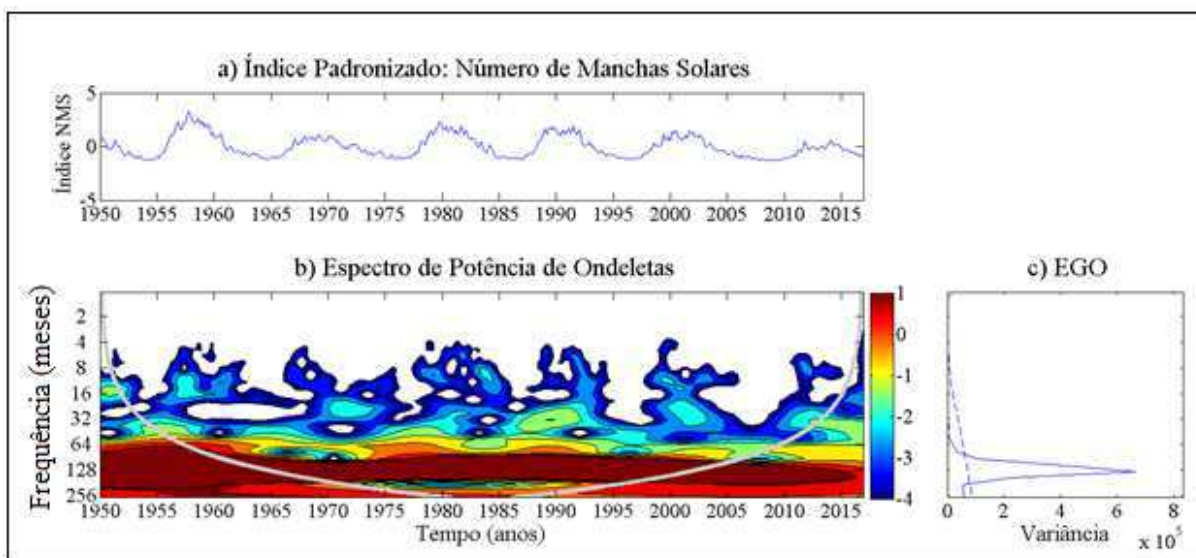 a) Índice Padronizado: Número de Manchas Solares
Índice NMS
5
0
-5
1950 1955 1960 1965 1970 1975 1980 1985 1990 1995 2000 2005 2010 2015
b) Espectro de Potência de Ondeletas
Frequência (meses)
2
4
8
16
32
64
128
256
1950 1955 1960 1965 1970 1975 1980 1985 1990 1995 2000 2005 2010 2015
Tempo (anos)
1
0
-1
-2
-3
-4
c) EGO
0 2 4 6 8
Variância
x 10⁵